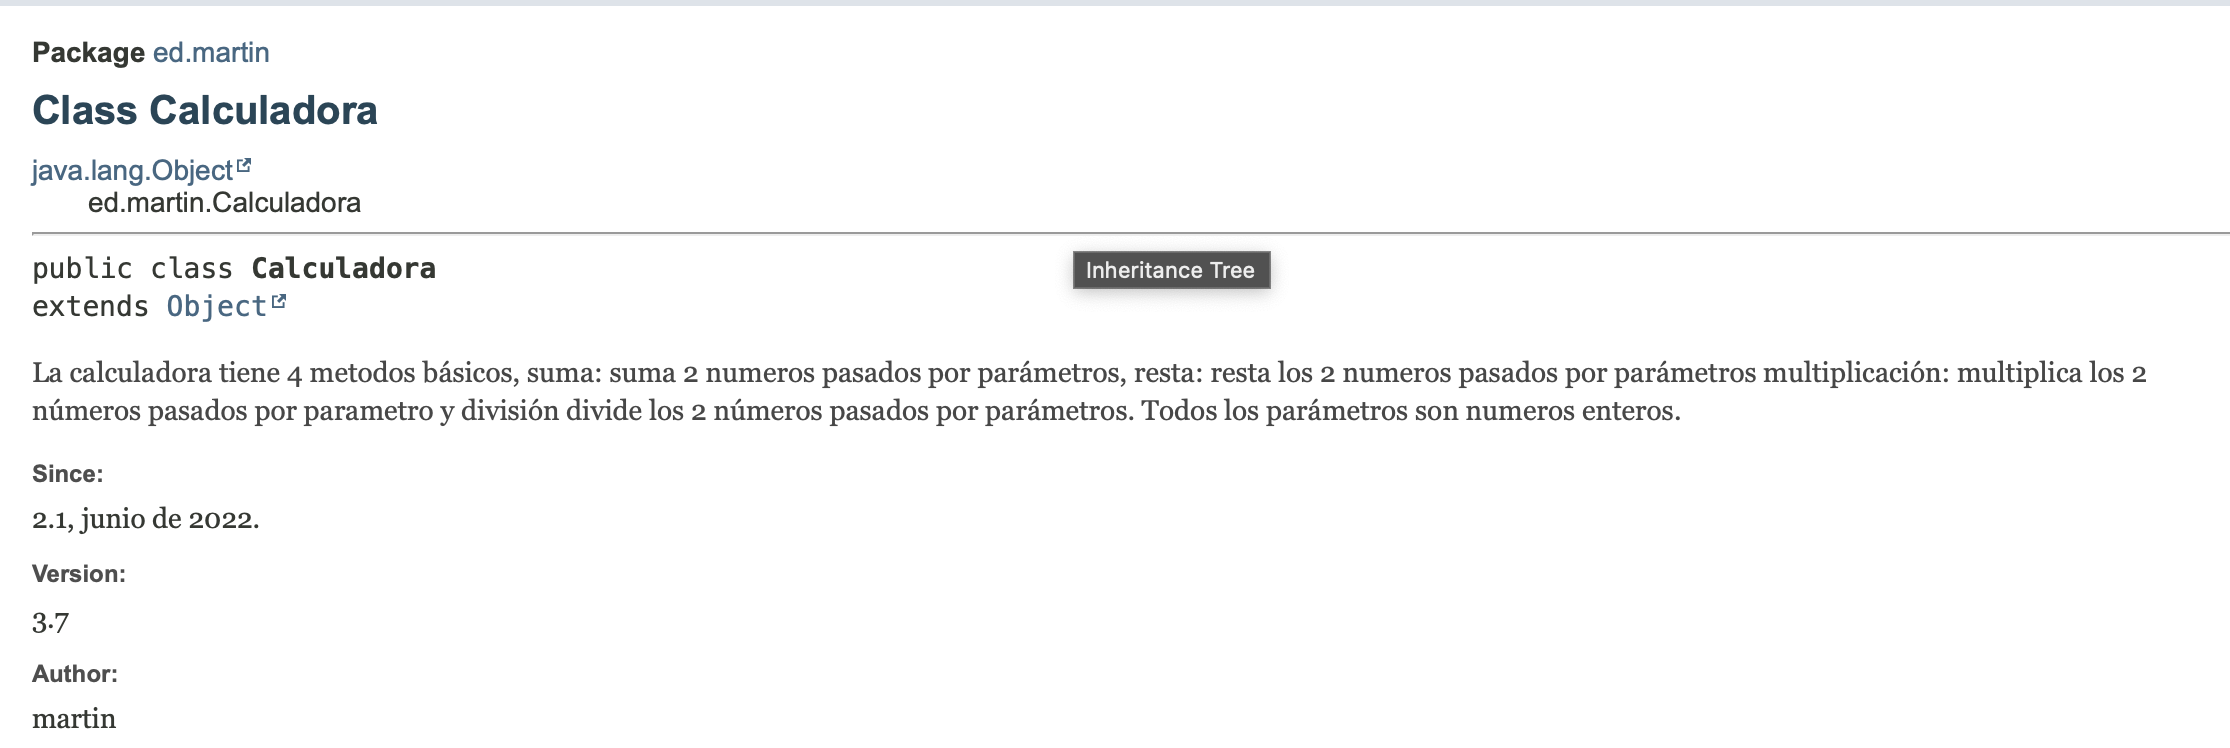 Package ed.martin
Class Calculadora
java.lang.Object
ed.martin.Calculadora
public class Calculadora
Inheritance Tree
extends Object
La calculadora tiene 4 metodos básicos, suma: suma 2 numeros pasados por parámetros, resta: resta los 2 numeros pasados por parámetros multiplicación: multiplica los 2
números pasados por parametro y división divide los 2 números pasados por parámetros. Todos los parámetros son numeros enteros.
Since:
2.1, junio de 2022.
Version:
3.7
Author:
martin